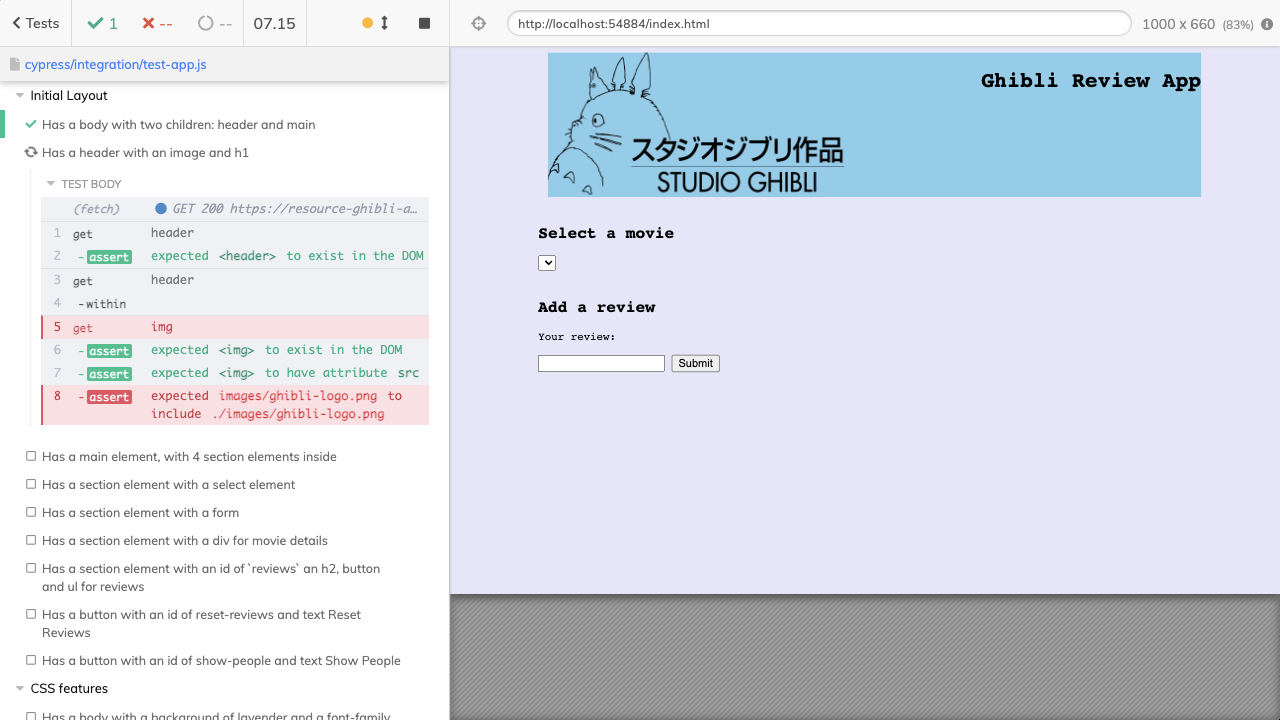 Tests
1
--
--
07.15
http://localhost:54884/index.html
1000 x 660 (83%)
cypress/integration/test-app.js
Initial Layout
Has a body with two children: header and main
Has a header with an image and h1
TEST BODY
(fetch) GET 200 https://resource-ghibli-a…
1 get header
2 -assert expected <header> to exist in the DOM
3 get header
4 -within
5 get img
6 -assert expected <img> to exist in the DOM
7 -assert expected <img> to have attribute src
8 -assert expected images/ghibli-logo.png to
include ./images/ghibli-logo.png
Has a main element, with 4 section elements inside
Has a section element with a select element
Has a section element with a form
Has a section element with a div for movie details
Has a section element with an id of `reviews` an h2, button
and ul for reviews
Has a button with an id of reset-reviews and text Reset
Reviews
Has a button with an id of show-people and text Show People
CSS features
Has a body with a background of lavender and a font-family
Ghibli Review App
スタジオジブリ作品
STUDIO GHIBLI
Select a movie
Add a review
Your review:
Submit